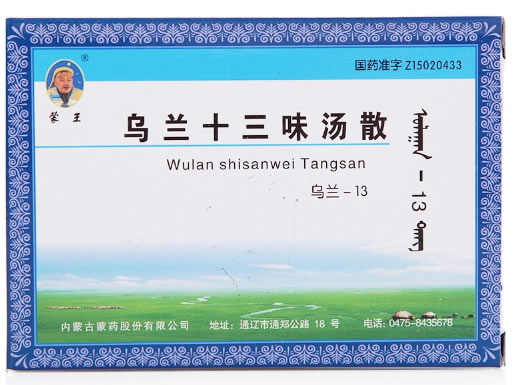 国药准字 Z15020433
®
蒙王
乌兰十三味汤散
Wulan shisanwei Tangsan
乌兰－13
内蒙古蒙药股份有限公司 地址: 通辽市通郑公路 18 号 电话: 0475-8435678